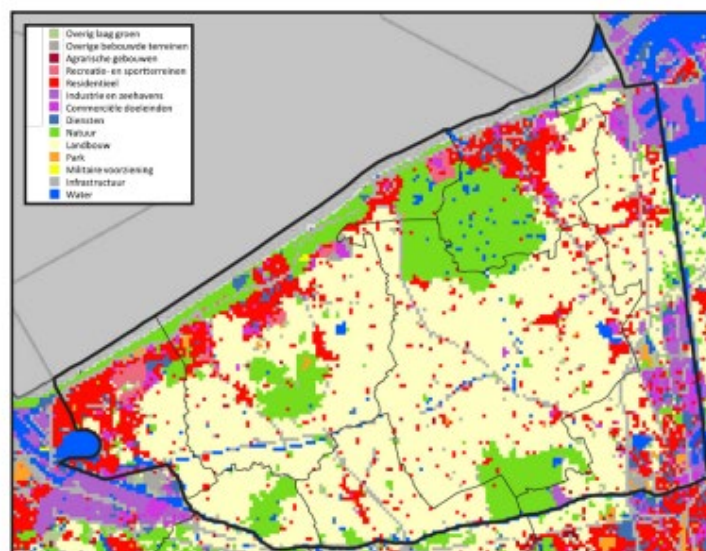 Overig laag groen
Overige bebouwde terreinen
Agrarische gebouwen
Recreatie- en sportterreinen
Residentieel
Industrie en zeehavens
Commerciële doeleinden
Diensten
Natuur
Landbouw
Park
Militaire voorziening
Infrastructuur
Water